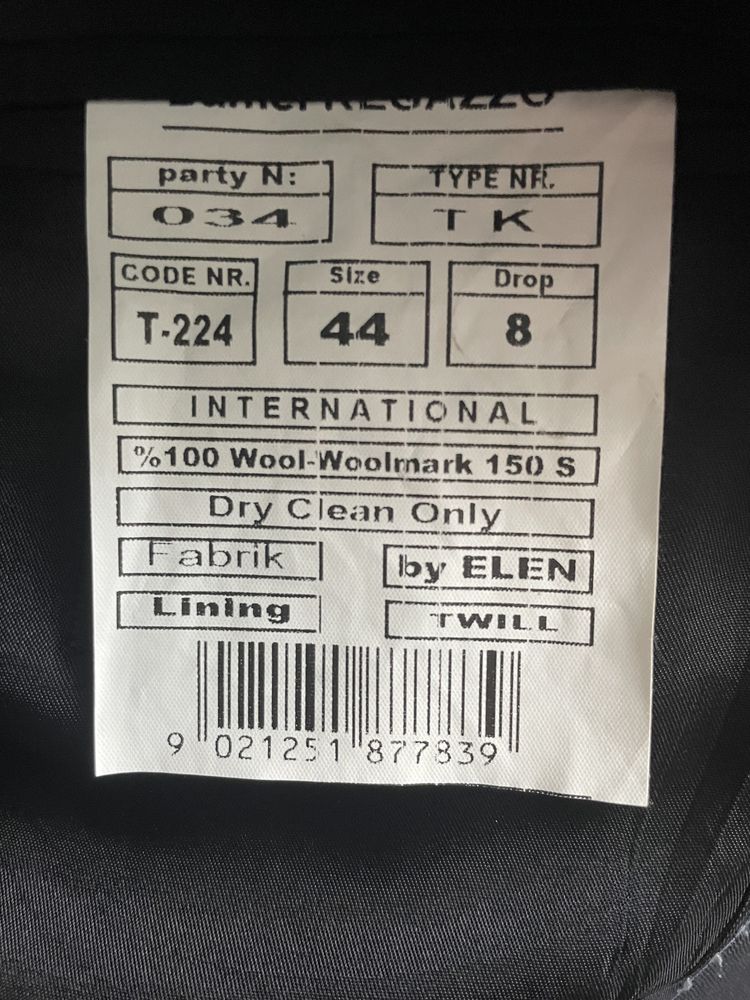 party N:
TYPE NR.
034
T K
CODE NR.
Size
Drop
T-224
44
8
INTERNATIONAL
%100 Wool-Woolmark 150 S
Dry Clean Only
Fabrik
by ELEN
Lining
TWILL
9 021251 877839